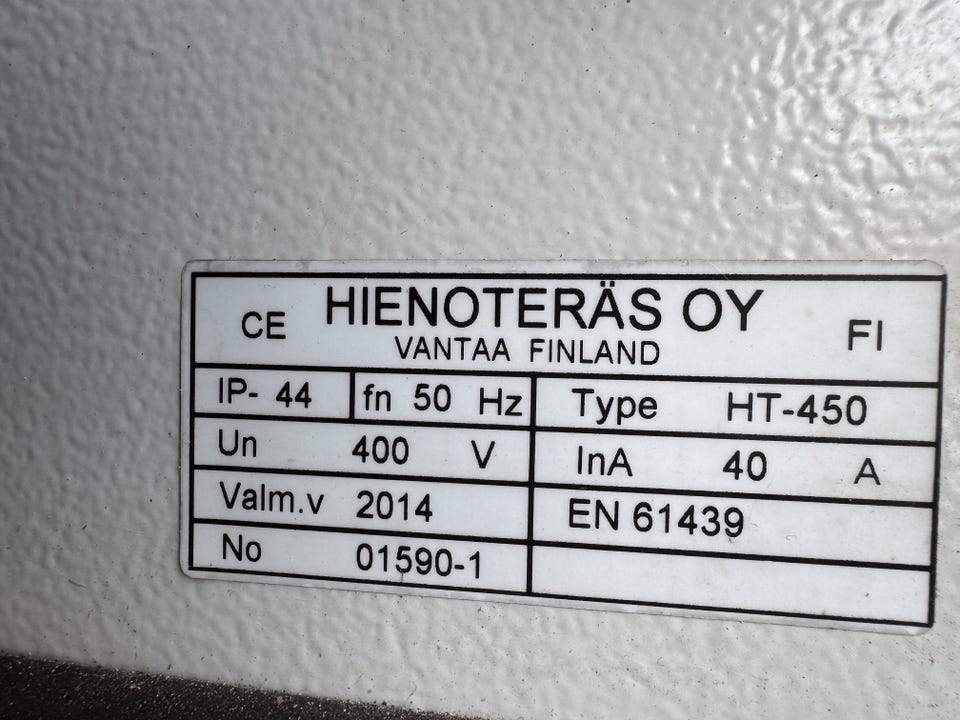 CE HIENOTERÄS OY FI
VANTAA FINLAND
IP- 44 fn 50 Hz Type HT-450
Un 400 V InA 40 A
Valm.v 2014 EN 61439
No 01590-1